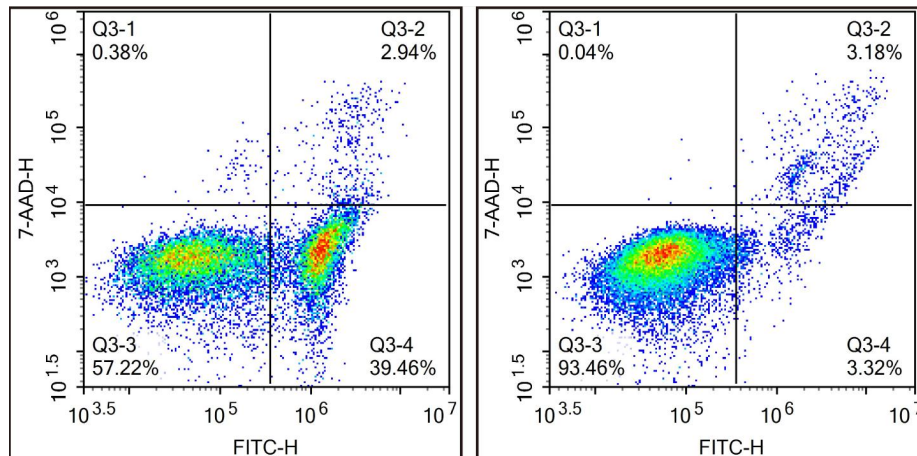 10^6
Q3-1
0.38%
Q3-2
2.94%
10^5
7-AAD-H
10^4
10^3
Q3-3
57.22%
Q3-4
39.46%
10^1.5
10^3.5
10^5
10^6
10^7
FITC-H
10^6
Q3-1
0.04%
Q3-2
3.18%
10^5
7-AAD-H
10^4
10^3
Q3-3
93.46%
Q3-4
3.32%
10^1.5
10^3.5
10^5
10^6
10^7
FITC-H